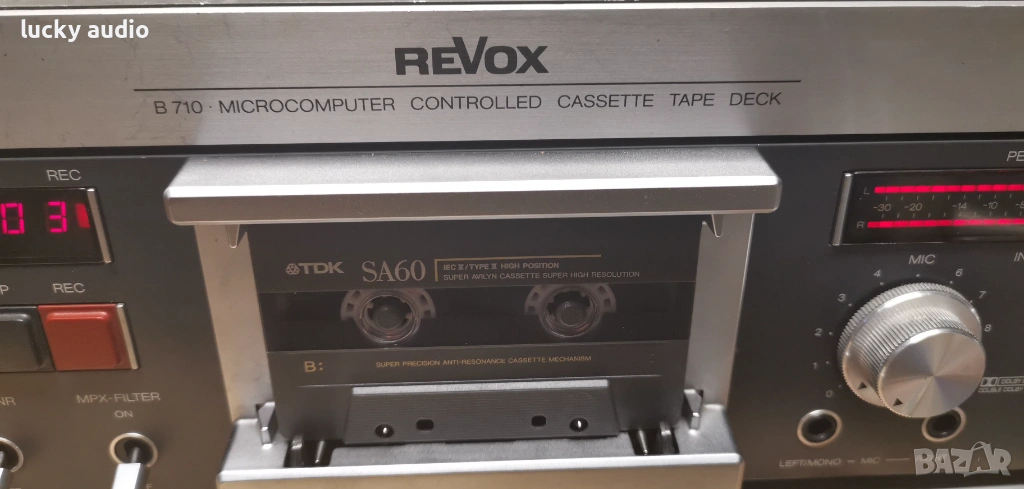 lucky audio
REVOX
B 710 · MICROCOMPUTER CONTROLLED CASSETTE TAPE DECK
REC
03
L -30 -20 -14 -10
R
TDK SA60 IEC II/TYPE II HIGH POSITION
SUPER AVILYN CASSETTE SUPER HIGH RESOLUTION
B: SUPER PRECISION ANTI-RESONANCE CASSETTE MECHANISM
REC
MPX-FILTER
ON
MIC
0 1 2 3 4 6 7 8
LEFT/MONO – MIC –
BAZAR